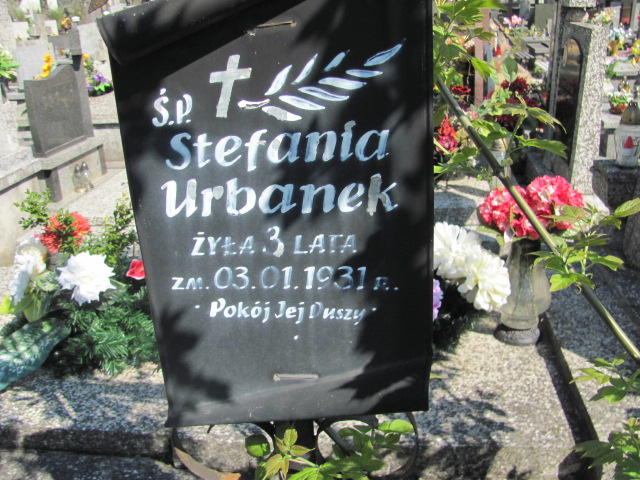 Ś.P.
Stefania
Urbanek
ŻYŁA 3 LATA
ZM. 03.01.1931 R.
Pokój Jej Duszy